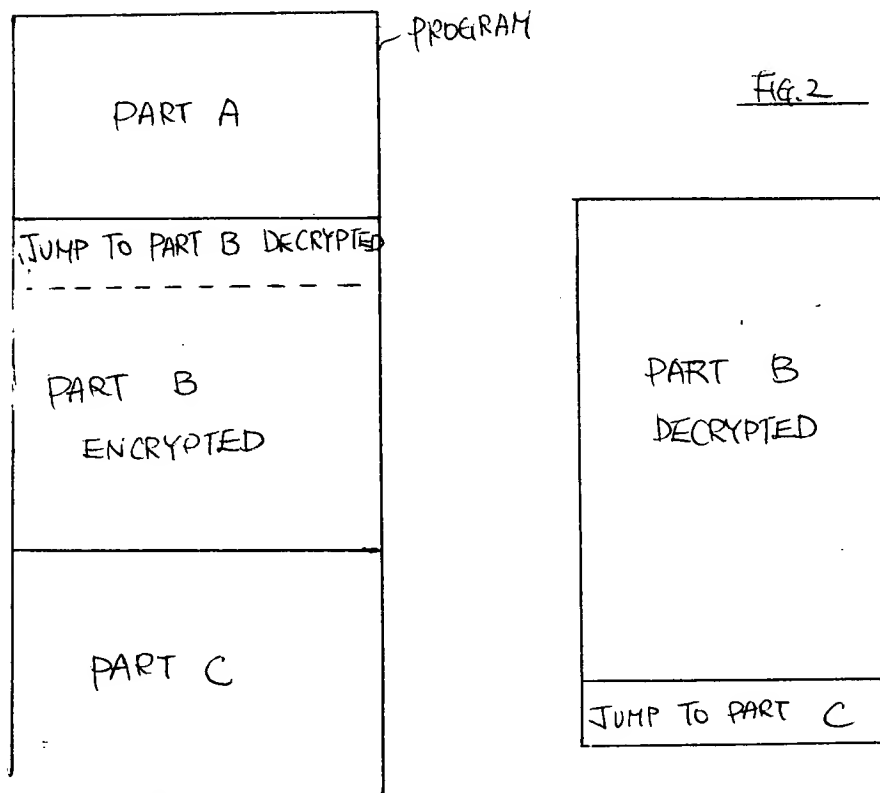 PROGRAM
FIG.2
PART A
JUMP TO PART B DECRYPTED
PART B
ENCRYPTED
PART C
PART B
DECRYPTED
JUMP TO PART C